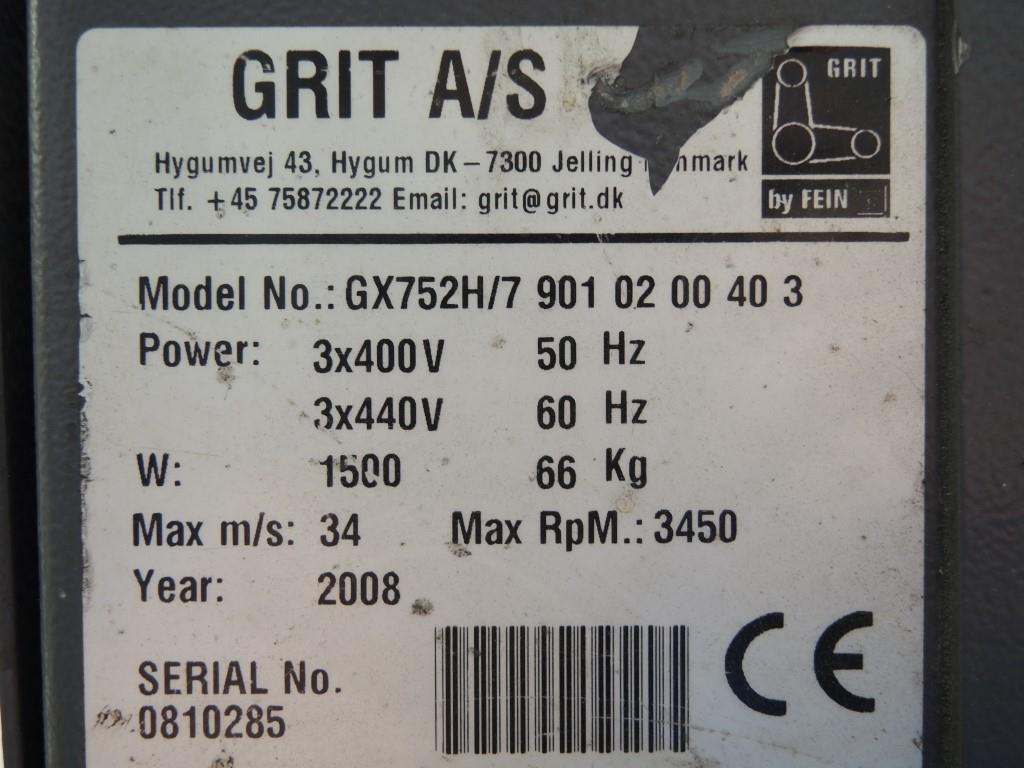 GRIT A/S
GRIT
Hygumvej 43, Hygum DK – 7300 Jelling
Tlf. +45 75872222 Email: grit@grit.dk
by FEIN
Model No.: GX752H/7 901 02 00 40 3
Power: 3x400V 50 Hz
3x440V 60 Hz
W: 1500 66 Kg
Max m/s: 34 Max RpM.: 3450
Year: 2008
SERIAL No.
0810285
CE